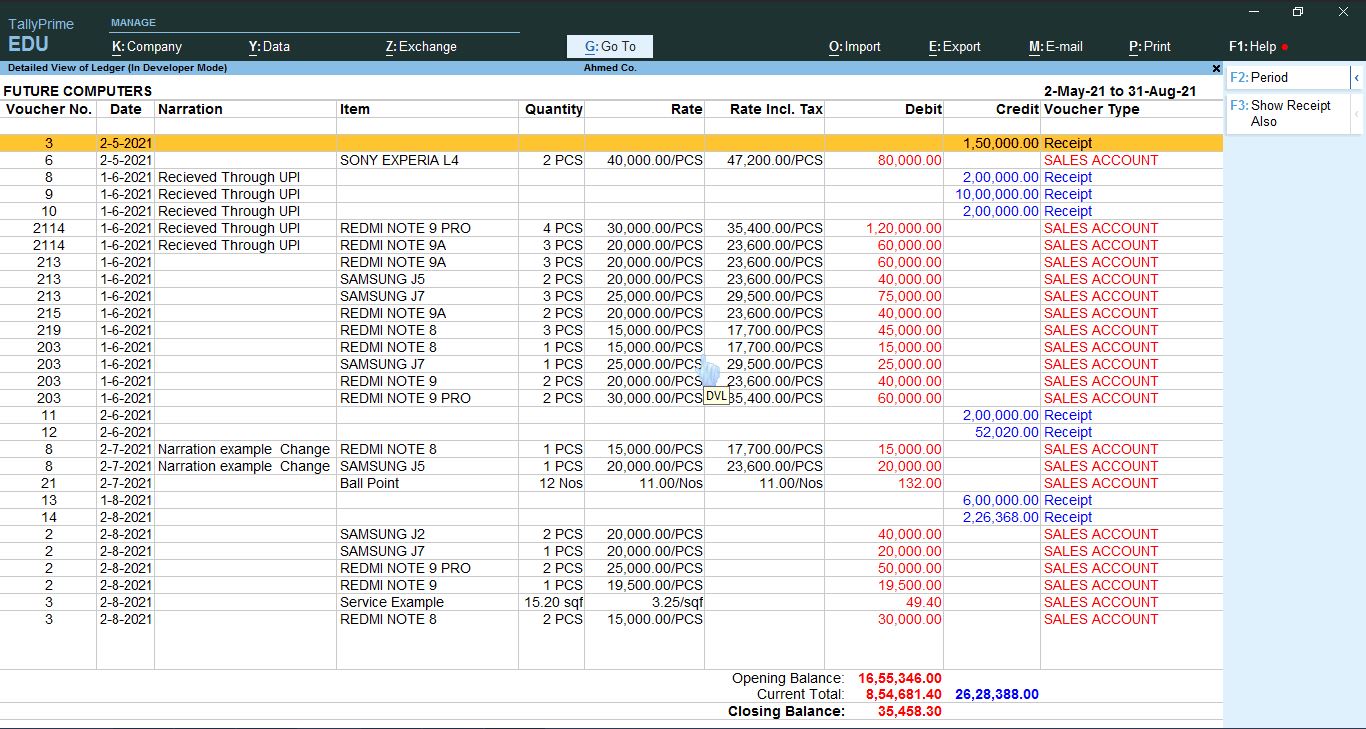 TallyPrime
EDU
MANAGE
K: Company Y: Data Z: Exchange G: Go To O: Import E: Export M: E-mail P: Print F1: Help
Detailed View of Ledger (In Developer Mode) Ahmed Co.
F2: Period
F3: Show Receipt Also
FUTURE COMPUTERS 2-May-21 to 31-Aug-21
Voucher No. Date Narration Item Quantity Rate Rate Incl. Tax Debit Credit Voucher Type
3 2-5-2021 1,50,000.00 Receipt
6 2-5-2021 SONY EXPERIA L4 2 PCS 40,000.00/PCS 47,200.00/PCS 80,000.00 SALES ACCOUNT
8 1-6-2021 Recieved Through UPI 2,00,000.00 Receipt
9 1-6-2021 Recieved Through UPI 10,00,000.00 Receipt
10 1-6-2021 Recieved Through UPI 2,00,000.00 Receipt
2114 1-6-2021 Recieved Through UPI REDMI NOTE 9 PRO 4 PCS 30,000.00/PCS 35,400.00/PCS 1,20,000.00 SALES ACCOUNT
2114 1-6-2021 Recieved Through UPI REDMI NOTE 9A 3 PCS 20,000.00/PCS 23,600.00/PCS 60,000.00 SALES ACCOUNT
213 1-6-2021 REDMI NOTE 9A 3 PCS 20,000.00/PCS 23,600.00/PCS 60,000.00 SALES ACCOUNT
213 1-6-2021 SAMSUNG J5 2 PCS 20,000.00/PCS 23,600.00/PCS 40,000.00 SALES ACCOUNT
213 1-6-2021 SAMSUNG J7 3 PCS 25,000.00/PCS 29,500.00/PCS 75,000.00 SALES ACCOUNT
215 1-6-2021 REDMI NOTE 9A 2 PCS 20,000.00/PCS 23,600.00/PCS 40,000.00 SALES ACCOUNT
219 1-6-2021 REDMI NOTE 8 3 PCS 15,000.00/PCS 17,700.00/PCS 45,000.00 SALES ACCOUNT
203 1-6-2021 REDMI NOTE 8 1 PCS 15,000.00/PCS 17,700.00/PCS 15,000.00 SALES ACCOUNT
203 1-6-2021 SAMSUNG J7 1 PCS 25,000.00/PCS 29,500.00/PCS 25,000.00 SALES ACCOUNT
203 1-6-2021 REDMI NOTE 9 2 PCS 20,000.00/PCS 23,600.00/PCS 40,000.00 SALES ACCOUNT
203 1-6-2021 REDMI NOTE 9 PRO 2 PCS 30,000.00/PCS DVL 35,400.00/PCS 60,000.00 SALES ACCOUNT
11 2-6-2021 2,00,000.00 Receipt
12 2-6-2021 52,020.00 Receipt
8 2-7-2021 Narration example Change REDMI NOTE 8 1 PCS 15,000.00/PCS 17,700.00/PCS 15,000.00 SALES ACCOUNT
8 2-7-2021 Narration example Change SAMSUNG J5 1 PCS 20,000.00/PCS 23,600.00/PCS 20,000.00 SALES ACCOUNT
21 2-7-2021 Ball Point 12 Nos 11.00/Nos 11.00/Nos 132.00 SALES ACCOUNT
13 1-8-2021 6,00,000.00 Receipt
14 2-8-2021 2,26,368.00 Receipt
2 2-8-2021 SAMSUNG J2 2 PCS 20,000.00/PCS 40,000.00 SALES ACCOUNT
2 2-8-2021 SAMSUNG J7 1 PCS 20,000.00/PCS 20,000.00 SALES ACCOUNT
2 2-8-2021 REDMI NOTE 9 PRO 2 PCS 25,000.00/PCS 50,000.00 SALES ACCOUNT
2 2-8-2021 REDMI NOTE 9 1 PCS 19,500.00/PCS 19,500.00 SALES ACCOUNT
3 2-8-2021 Service Example 15.20 sqf 3.25/sqf 49.40 SALES ACCOUNT
3 2-8-2021 REDMI NOTE 8 2 PCS 15,000.00/PCS 30,000.00 SALES ACCOUNT
Opening Balance: 16,55,346.00
Current Total: 8,54,681.40 26,28,388.00
Closing Balance: 35,458.30